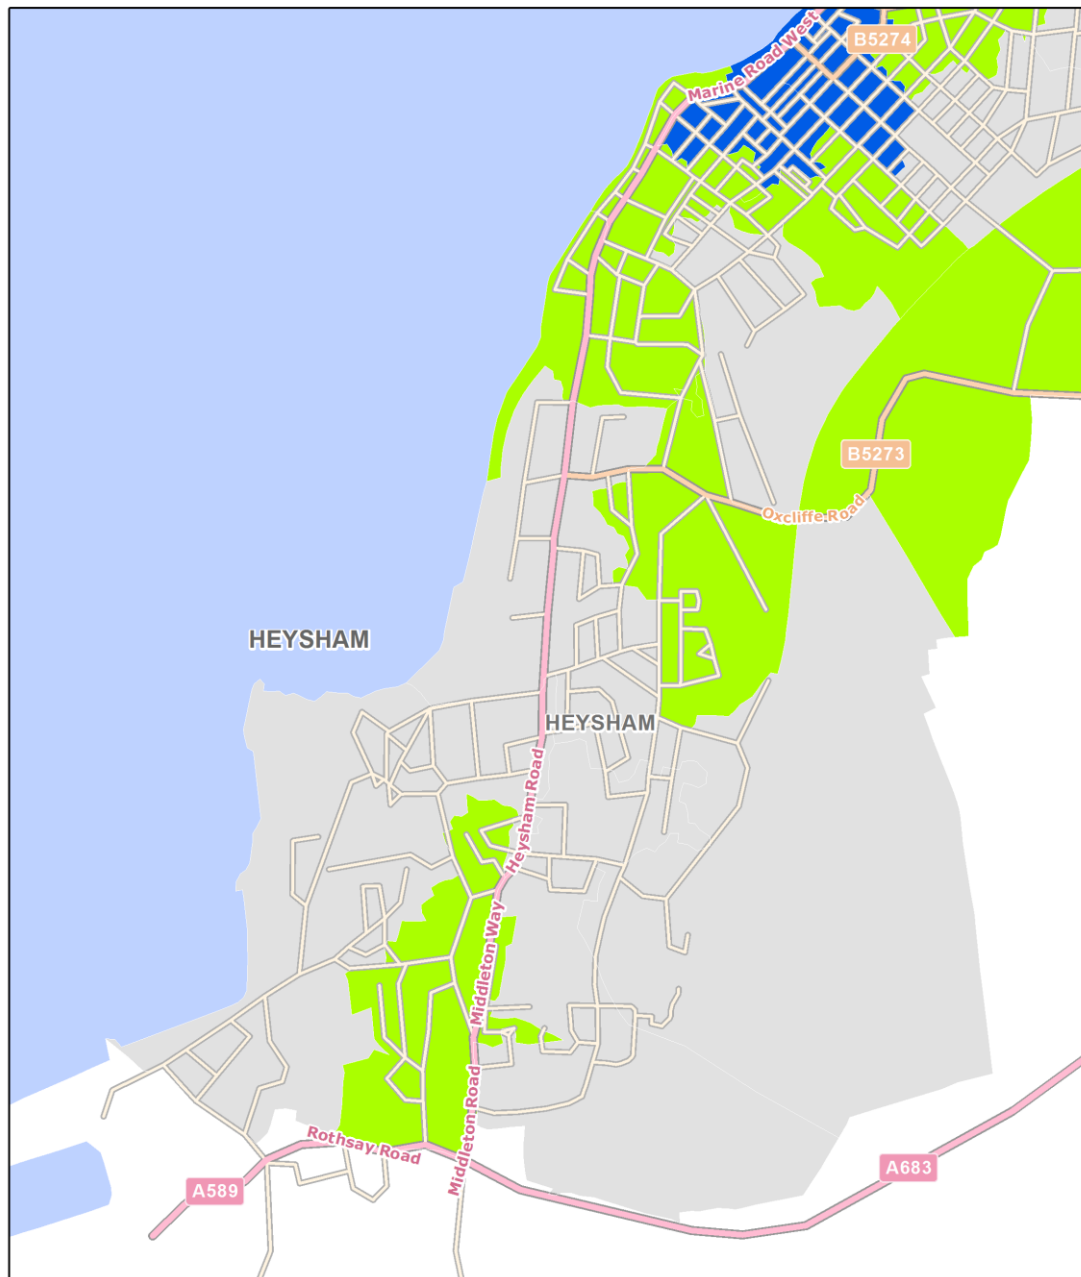 B5274
Marine Road West
B5273
Oxcliffe Road
HEYSHAM
HEYSHAM
Heysham Road
Middleton Way
Middleton Road
Rothsay Road
A683
A589